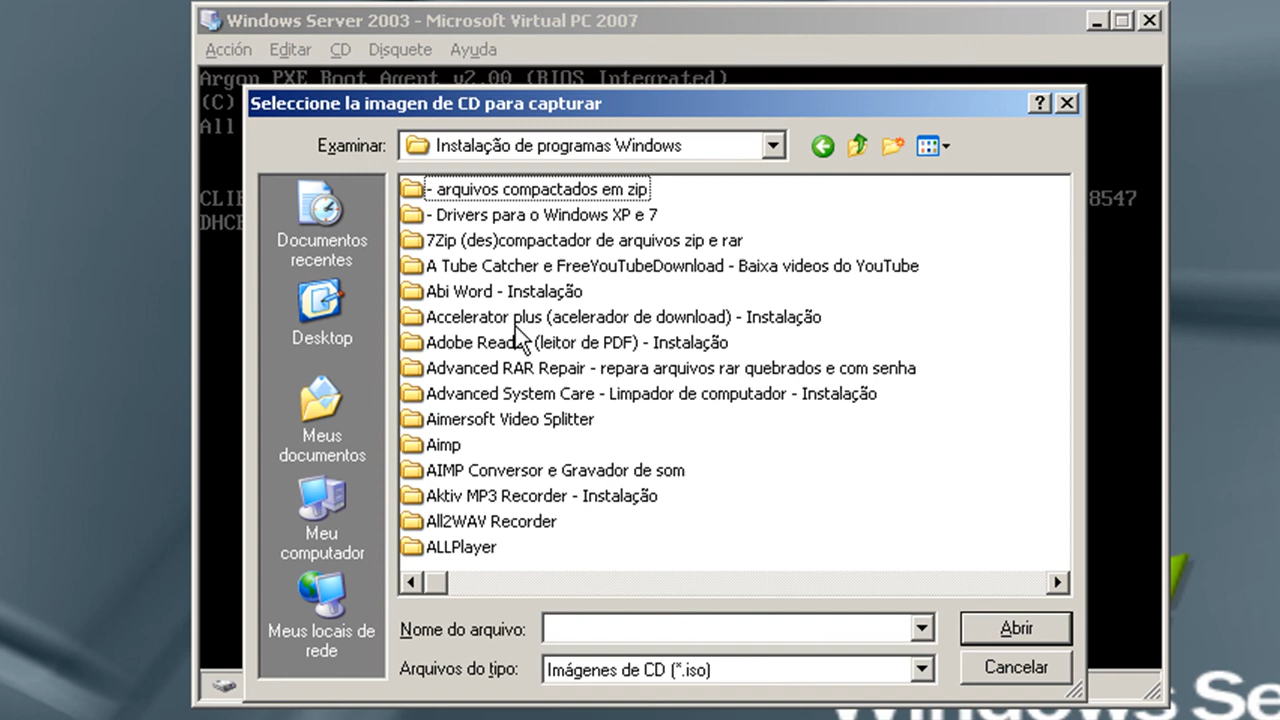 Windows Server 2003 - Microsoft Virtual PC 2007
Acción Editar CD Disquete Ayuda
Argon PXE Boot Agent v2.00 (BIOS Integrated)
(C)
All
Seleccione la imagen de CD para capturar
Examinar: Instalação de programas Windows
- arquivos compactados em zip
- Drivers para o Windows XP e 7
7Zip (des)compactador de arquivos zip e rar
A Tube Catcher e FreeYouTubeDownload - Baixa videos do YouTube
Abi Word - Instalação
Accelerator plus (acelerador de download) - Instalação
Adobe Reader (leitor de PDF) - Instalação
Advanced RAR Repair - repara arquivos rar quebrados e com senha
Advanced System Care - Limpador de computador - Instalação
Aimersoft Video Splitter
Aimp
AIMP Conversor e Gravador de som
Aktiv MP3 Recorder - Instalação
All2WAV Recorder
ALLPlayer
Documentos
recentes
Desktop
Meus
documentos
Meu
computador
Meus locais de
rede
CLIE 8547
DHCP
Nome do arquivo:
Abrir
Arquivos do tipo: Imágenes de CD (*.iso)
Cancelar